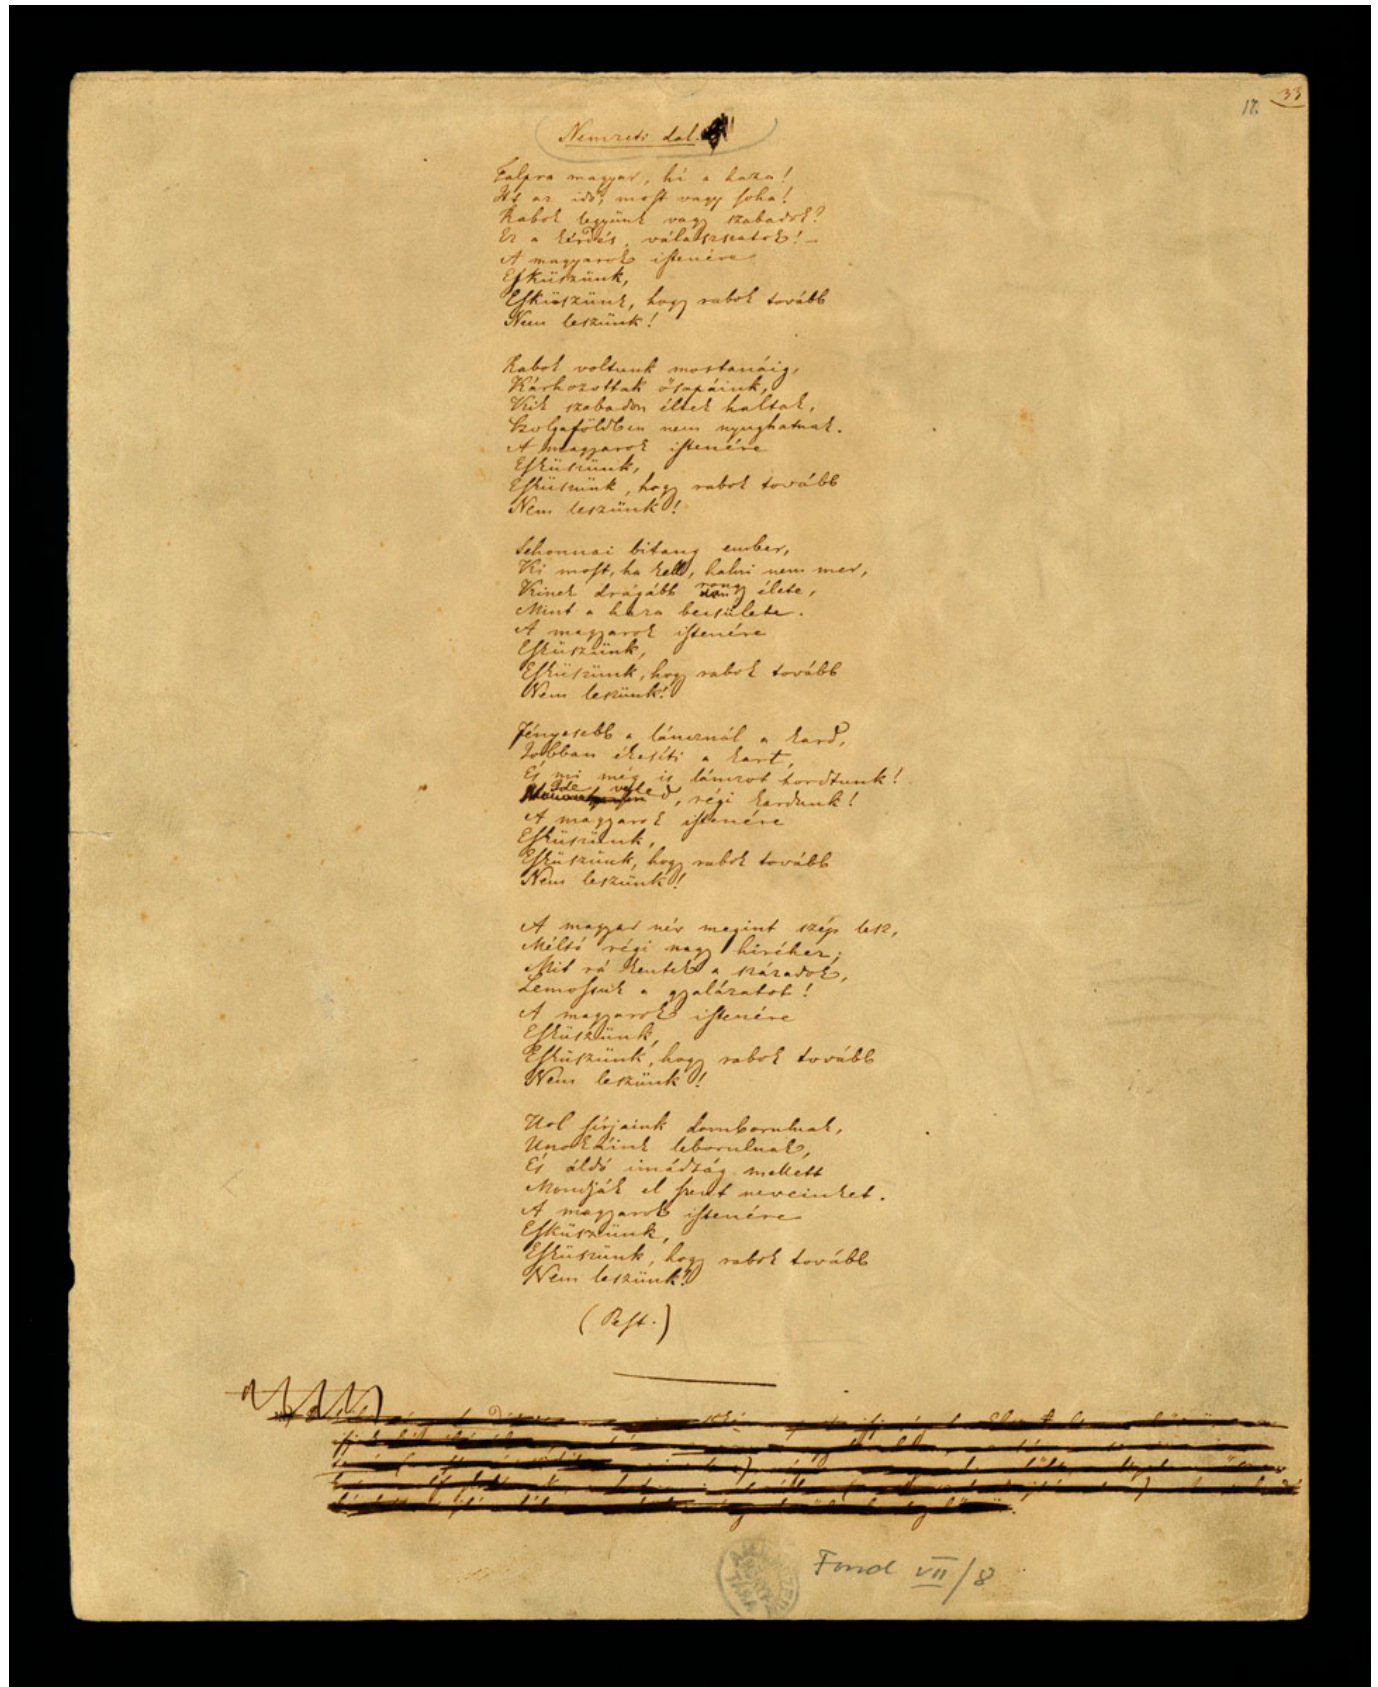 33
17.
Nemzeti dal.
Talpra magyar, hí a haza!
Itt az idő, most vagy soha!
Rabok legyünk vagy szabadok?
Ez a kérdés, válasszatok! –
A magyarok istenére
Esküszünk,
Esküszünk, hogy rabok tovább
Nem leszünk!
Rabok voltunk mostanáig,
Kárhozottak ősapáink,
Kik szabadon éltek haltak,
Szolgaföldben nem nyughatnak.
A magyarok istenére
Esküszünk,
Esküszünk, hogy rabok tovább
Nem leszünk!
Sehonnai bitang ember,
Ki most, ha kell, halni nem mer,
Kinek drágább rongy élete,
Mint a haza becsülete.
A magyarok istenére
Esküszünk,
Esküszünk, hogy rabok tovább
Nem leszünk!
Fényesebb a láncznál a kard,
Jobban ékesíti a kart,
És mi még is lánczot hordtunk!
Ide veled, régi kardunk!
A magyarok istenére
Esküszünk,
Esküszünk, hogy rabok tovább
Nem leszünk!
A magyar név megint szép lesz,
Méltó régi nagy hiréhez;
Mit rá kentek a századok,
Lemossuk a gyalázatot!
A magyarok istenére
Esküszünk,
Esküszünk, hogy rabok tovább
Nem leszünk!
Hol sírjaink domborulnak,
Unokáink leborulnak,
És áldó imádság mellett
Mondják el szent neveinket.
A magyarok istenére
Esküszünk,
Esküszünk, hogy rabok tovább
Nem leszünk!
(Pest.)
Fond VII/8